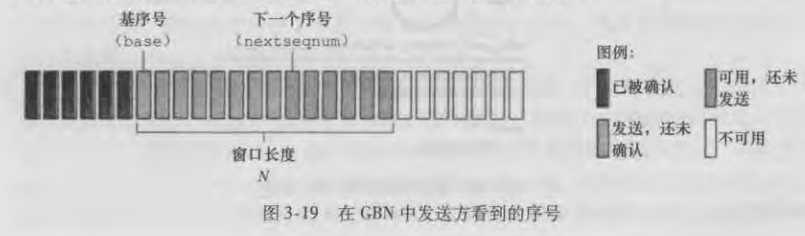 基序号
(base)
下一个序号
(nextseqnum)
窗口长度
N
图例:
已被确认
可用，还未
发送
发送，还未
确认
不可用
图 3-19 在 GBN 中发送方看到的序号